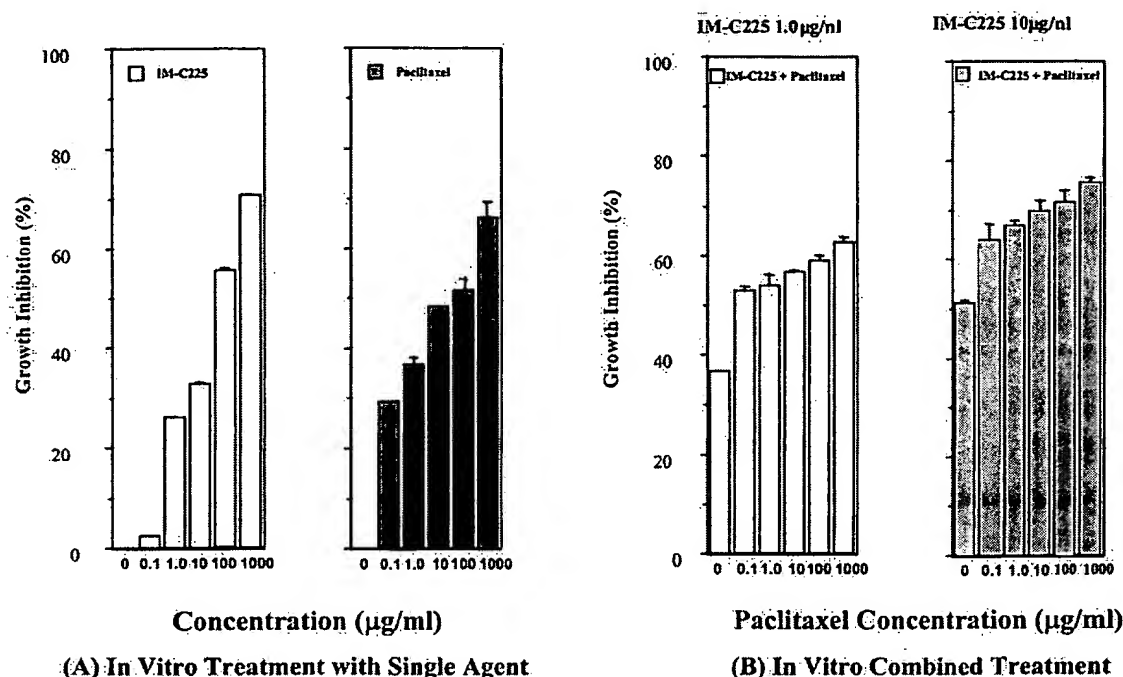 IM-C225 1.0µg/nl
IM-C225 10µg/nl
100
80
60
40
20
0
Growth Inhibition (%)
IM-C225
0 0.1 1.0 10 100 1000
Paclitaxel
0 0.1 1.0 10 100 1000
Concentration (µg/ml)
(A) In Vitro Treatment with Single Agent
100
80
60
40
20
0
Growth Inhibition (%)
IM-C225 + Paclitaxel
0 0.1 1.0 10 100 1000
IM-C225 + Paclitaxel
0 0.1 1.0 10 100 1000
Paclitaxel Concentration (µg/ml)
(B) In Vitro Combined Treatment